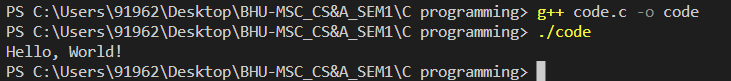 PS C:\Users\91962\Desktop\BHU-MSC_CS&A_SEM1\C programming> g++ code.c -o code
PS C:\Users\91962\Desktop\BHU-MSC_CS&A_SEM1\C programming> ./code
Hello, World!
PS C:\Users\91962\Desktop\BHU-MSC_CS&A_SEM1\C programming>